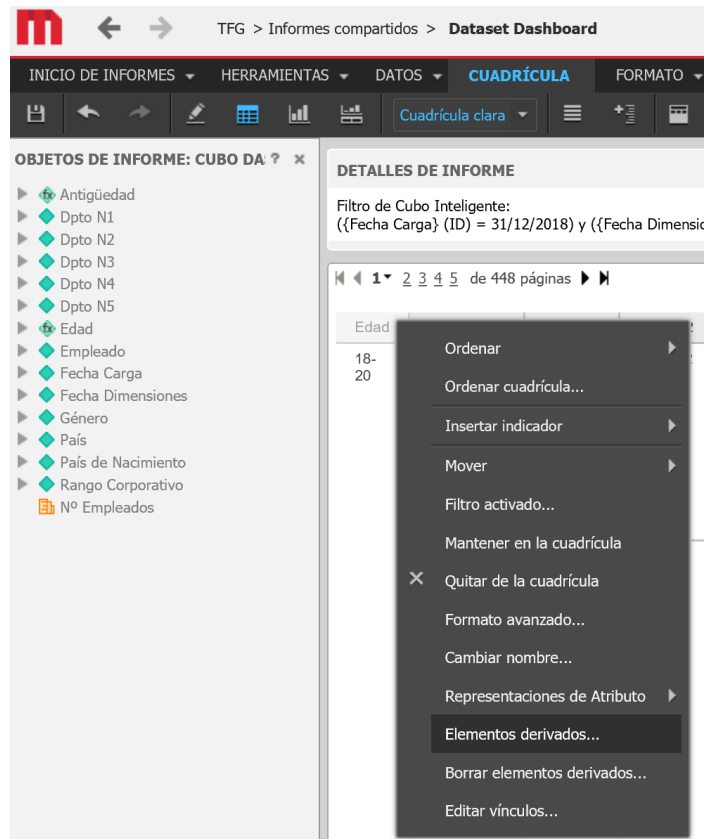 TFG > Informes compartidos > Dataset Dashboard
INICIO DE INFORMES HERRAMIENTAS DATOS CUADRÍCULA FORMATO
Cuadrícula clara
OBJETOS DE INFORME: CUBO DA ?
Antigüedad
Dpto N1
Dpto N2
Dpto N3
Dpto N4
Dpto N5
Edad
Empleado
Fecha Carga
Fecha Dimensiones
Género
País
País de Nacimiento
Rango Corporativo
Nº Empleados
DETALLES DE INFORME
Filtro de Cubo Inteligente:
({Fecha Carga} (ID) = 31/12/2018) y ({Fecha Dimensio
1 2 3 4 5 de 448 páginas
Edad
18-
20
Ordenar
Ordenar cuadrícula...
Insertar indicador
Mover
Filtro activado...
Mantener en la cuadrícula
Quitar de la cuadrícula
Formato avanzado...
Cambiar nombre...
Representaciones de Atributo
Elementos derivados...
Borrar elementos derivados...
Editar vínculos...